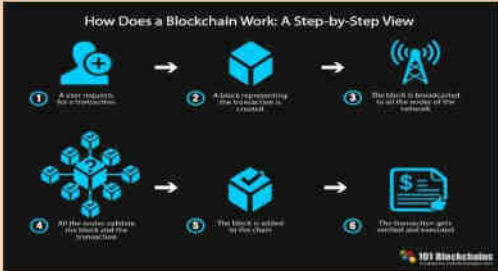 How Does a Blockchain Work: A Step-by-Step View
1
A user requests
for a transaction
2
A block representing
the transaction is
created
3
The block is broadcasted
to all the nodes of the
network
4
All the nodes validate
the block and the
transaction
5
The block is added
to the chain
6
The transaction gets
verified and executed
101 Blockchains